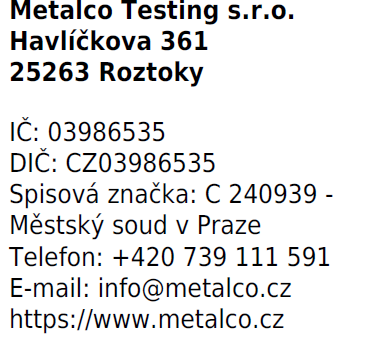 Metalco Testing s.r.o.
Havlíčkova 361
25263 Roztoky
IČ: 03986535
DIČ: CZ03986535
Spisová značka: C 240939 -
Městský soud v Praze
Telefon: +420 739 111 591
E-mail: info@metalco.cz
https://www.metalco.cz